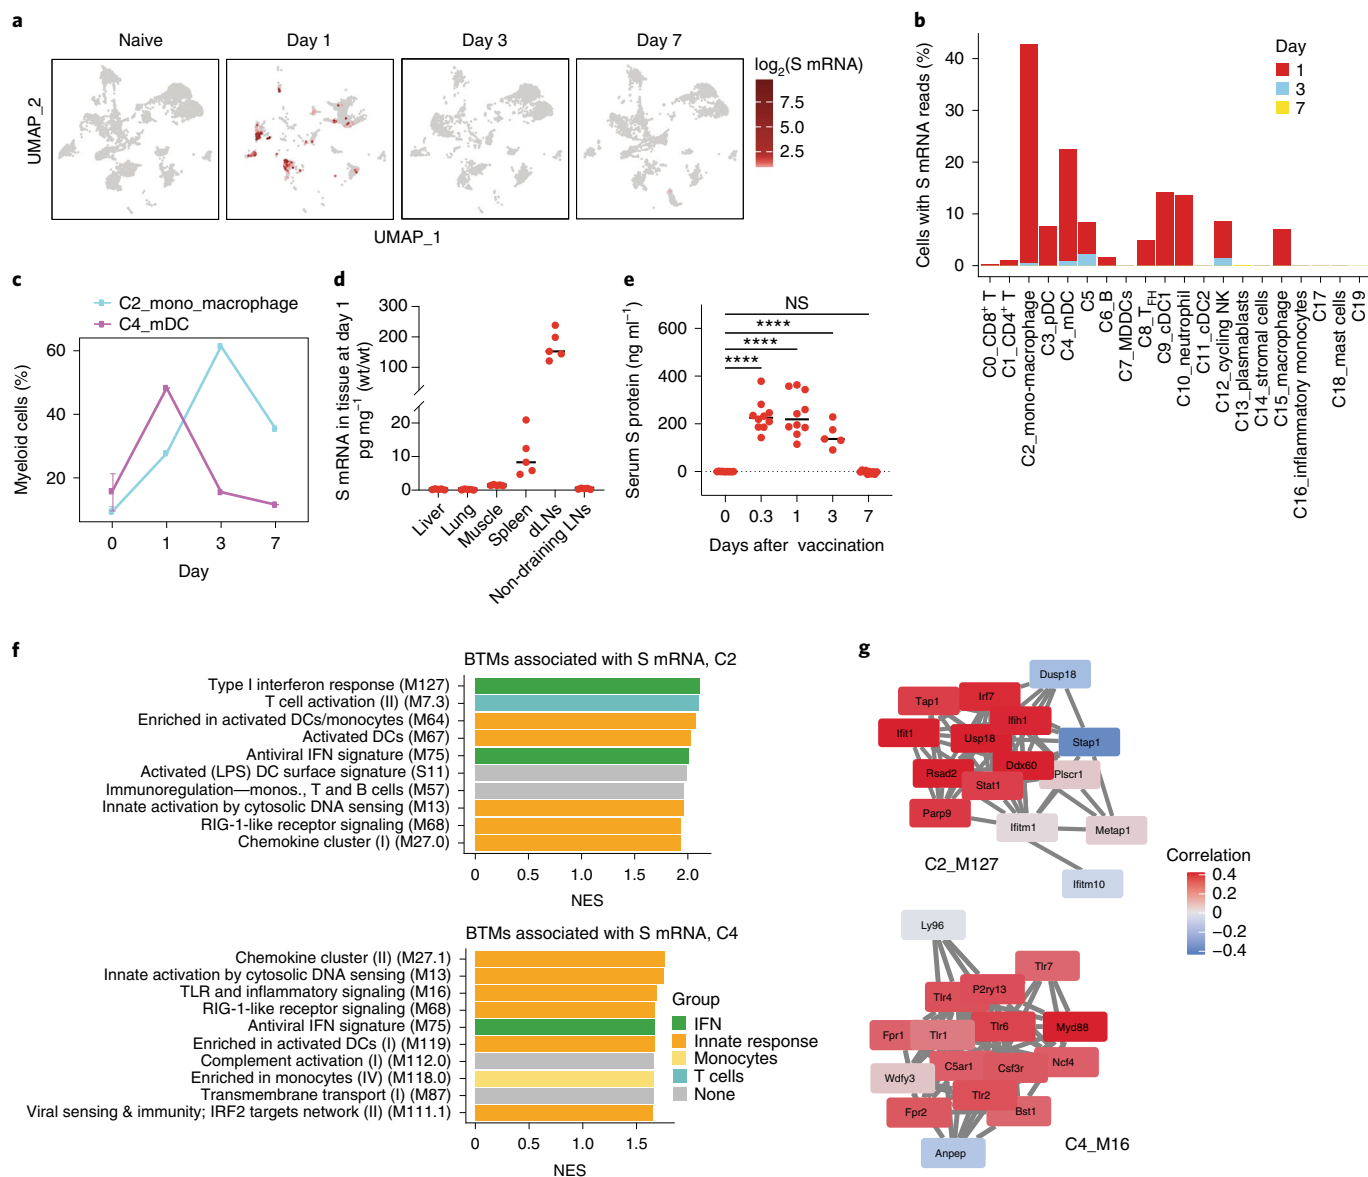 a
Naive
Day 1
Day 3
Day 7
UMAP_2
UMAP_1
log2(S mRNA)
7.5
5.0
2.5
b
Cells with S mRNA reads (%)
40
30
20
10
0
Day
1
3
7
C0_CD8+ T
C1_CD4+ T
C2_mono-macrophage
C3_pDC
C4_mDC
C5
C6_B
C7_MDDCs
C8_TFH
C9_cDC1
C10_neutrophil
C11_cDC2
C12_cycling NK
C13_plasmablasts
C14_stromal cells
C15_macrophage
C16_inflammatory monocytes
C17
C18_mast cells
C19
c
C2_mono_macrophage
C4_mDC
Myeloid cells (%)
60
40
20
0
1
3
7
Day
d
S mRNA in tissue at day 1
pg mg−1 (wt/wt)
300
200
100
20
10
0
Liver
Lung
Muscle
Spleen
dLNs
Non-draining LNs
e
Serum S protein (ng ml−1)
600
400
200
0
NS
****
****
****
0
0.3
1
3
7
Days after vaccination
f
BTMs associated with S mRNA, C2
Type I interferon response (M127)
T cell activation (II) (M7.3)
Enriched in activated DCs/monocytes (M64)
Activated DCs (M67)
Antiviral IFN signature (M75)
Activated (LPS) DC surface signature (S11)
Immunoregulation—monos., T and B cells (M57)
Innate activation by cytosolic DNA sensing (M13)
RIG-1-like receptor signaling (M68)
Chemokine cluster (I) (M27.0)
0
0.5
1.0
1.5
2.0
NES
BTMs associated with S mRNA, C4
Chemokine cluster (II) (M27.1)
Innate activation by cytosolic DNA sensing (M13)
TLR and inflammatory signaling (M16)
RIG-1-like receptor signaling (M68)
Antiviral IFN signature (M75)
Enriched in activated DCs (I) (M119)
Complement activation (I) (M112.0)
Enriched in monocytes (IV) (M118.0)
Transmembrane transport (I) (M87)
Viral sensing & immunity; IRF2 targets network (II) (M111.1)
0
0.5
1.0
1.5
NES
Group
IFN
Innate response
Monocytes
T cells
None
g
Dusp18
Tap1
Irf7
Ifih1
Ifit1
Usp18
Stap1
Ddx60
Rsad2
Plscr1
Stat1
Parp9
Ifitm1
Metap1
Ifitm10
C2_M127
Correlation
0.4
0.2
0
−0.2
−0.4
Ly96
Tlr7
P2ry13
Tlr4
Tlr6
Myd88
Fpr1
Tlr1
C5ar1
Csf3r
Ncf4
Wdfy3
Tlr2
Fpr2
Bst1
Anpep
C4_M16